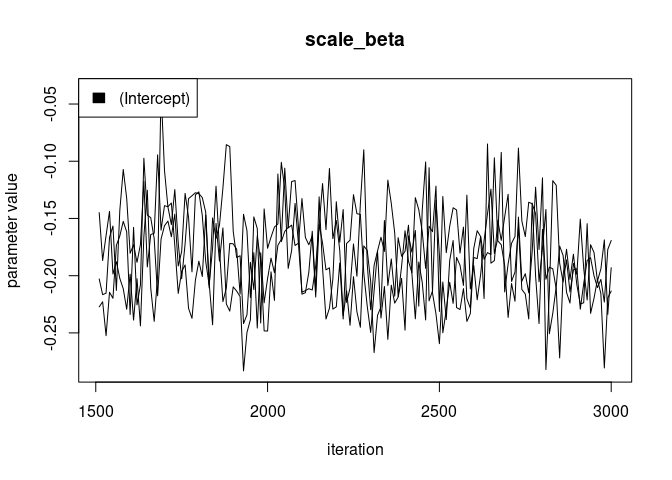 scale_beta
(Intercept)
-0.05
-0.10
-0.15
-0.20
-0.25
parameter value
1500
2000
2500
3000
iteration